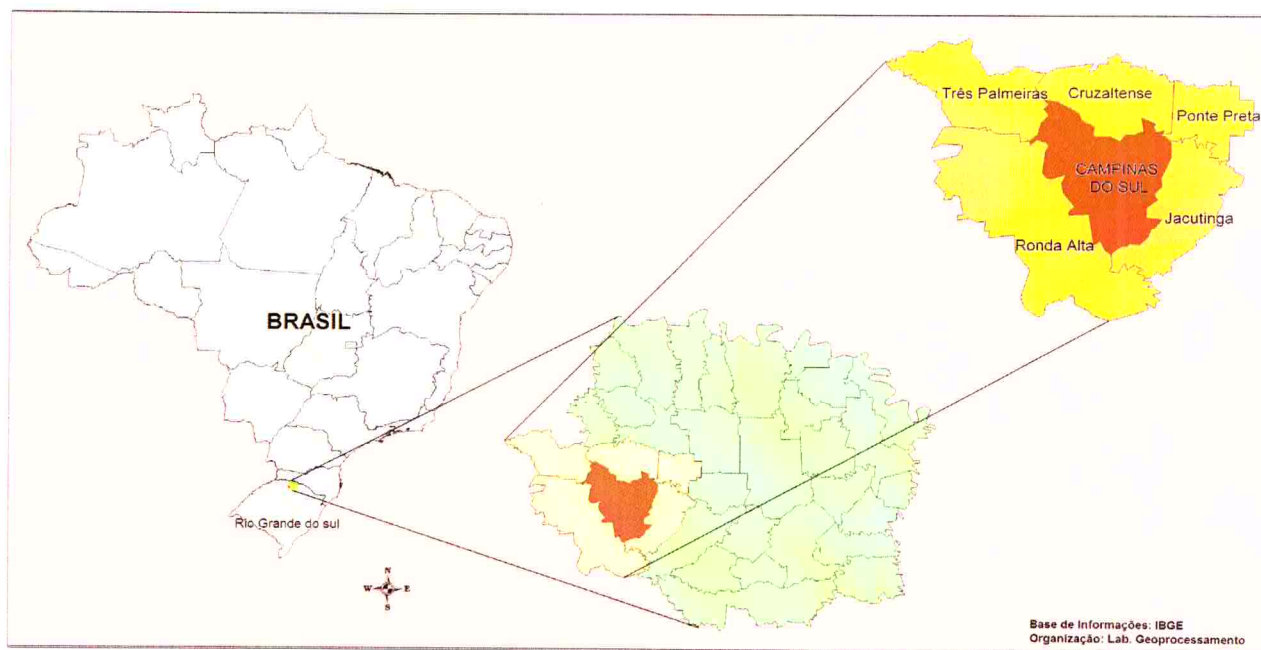 Três Palmeiras
Cruzaltense
Ponte Preta
CAMPINAS
DO SUL
Jacutinga
Ronda Alta
BRASIL
Rio Grande do sul
N
W
E
S
Base de Informações: IBGE
Organização: Lab. Geoprocessamento